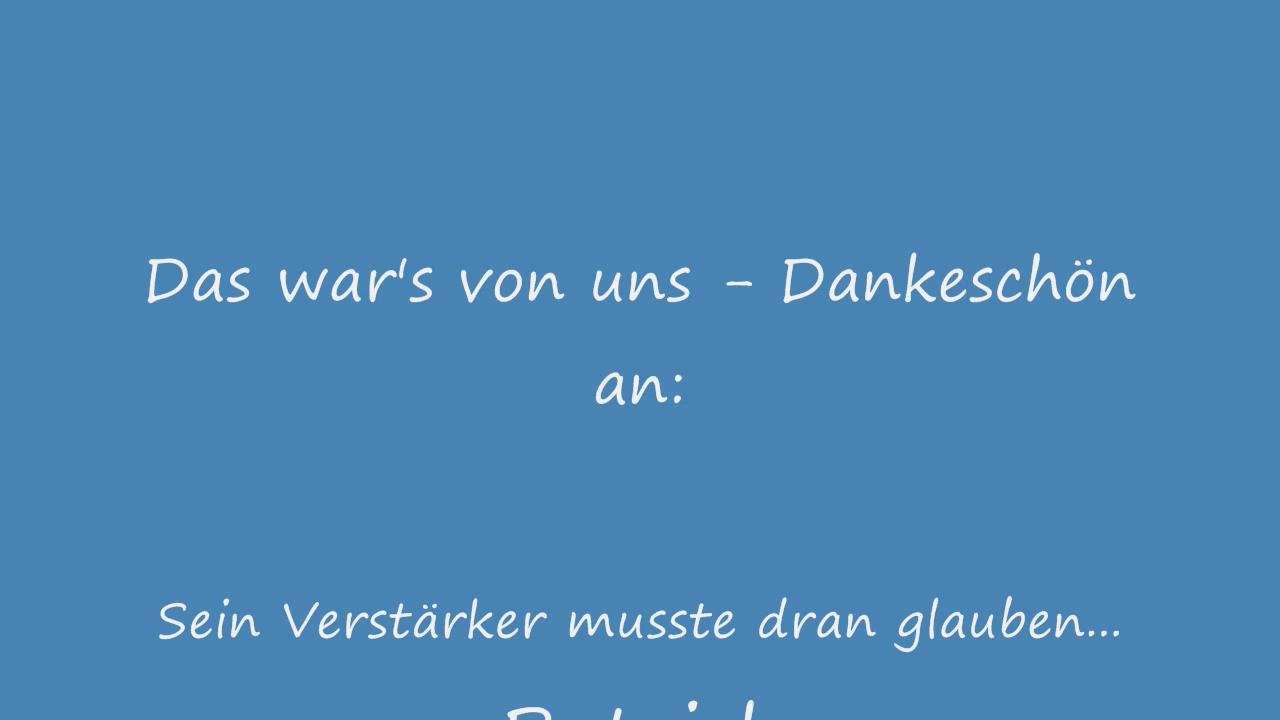 Das war's von uns - Dankeschön
an:
Sein Verstärker musste dran glauben...